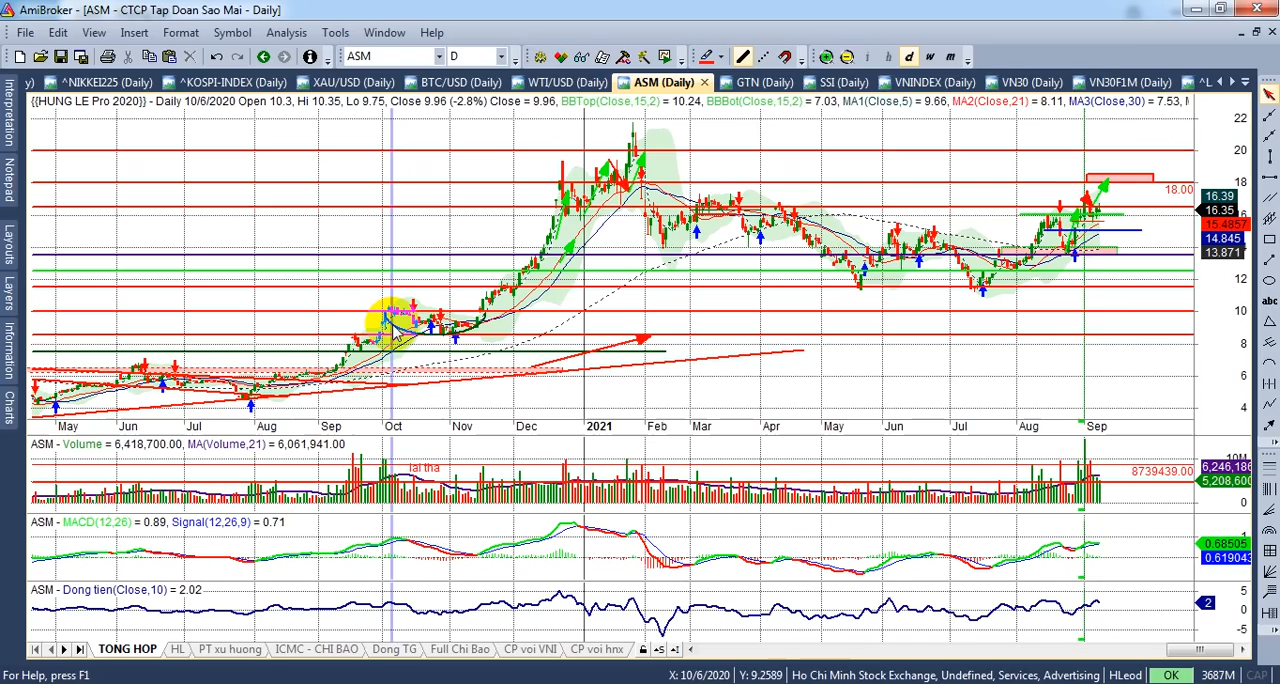 AmiBroker - [ASM - CTCP Tap Doan Sao Mai - Daily]
File Edit View Insert Format Symbol Analysis Tools Window Help
ASM D d w m
y) ^NIKKEI225 (Daily) ^KOSPI-INDEX (Daily) XAU/USD (Daily) BTC/USD (Daily) WTI/USD (Daily) ASM (Daily) GTN (Daily) SSI (Daily) VNINDEX (Daily) VN30 (Daily) VN30F1M (Daily) ^L
{{HUNG LE Pro 2020}} - Daily 10/6/2020 Open 10.3, Hi 10.35, Lo 9.75, Close 9.96 (-2.8%) Close = 9.96, BBTop(Close,15,2) = 10.24, BBBot(Close,15,2) = 7.03, MA1(Close,5) = 9.66, MA2(Close,21) = 8.11, MA3(Close,30) = 7.53, M
Interpretation
Notepad
Layouts
Layers
Information
Charts
22
20
18
18.00
16.39
16.35
15.4857
14.845
13.871
12
10
8
6
4
May Jun Jul Aug Sep Oct Nov Dec 2021 Feb Mar Apr May Jun Jul Aug Sep
ASM - Volume = 6,418,700.00, MA(Volume,21) = 6,061,941.00
lai tha
8739439.00
10M
6,246,186
5,208,600
0
ASM - MACD(12,26) = 0.89, Signal(12,26,9) = 0.71
1
0.68505
0.619043
ASM - Dong tien(Close,10) = 2.02
5
2
0
-5
TONG HOP HL PT xu huong ICMC - CHI BAO Dong TG Full Chi Bao CP voi VNI CP voi hnx
abc
For Help, press F1 X: 10/6/2020 Y: 9.2589 Ho Chi Minh Stock Exchange, Undefined, Services, Advertising HLeod OK 3687M CAP